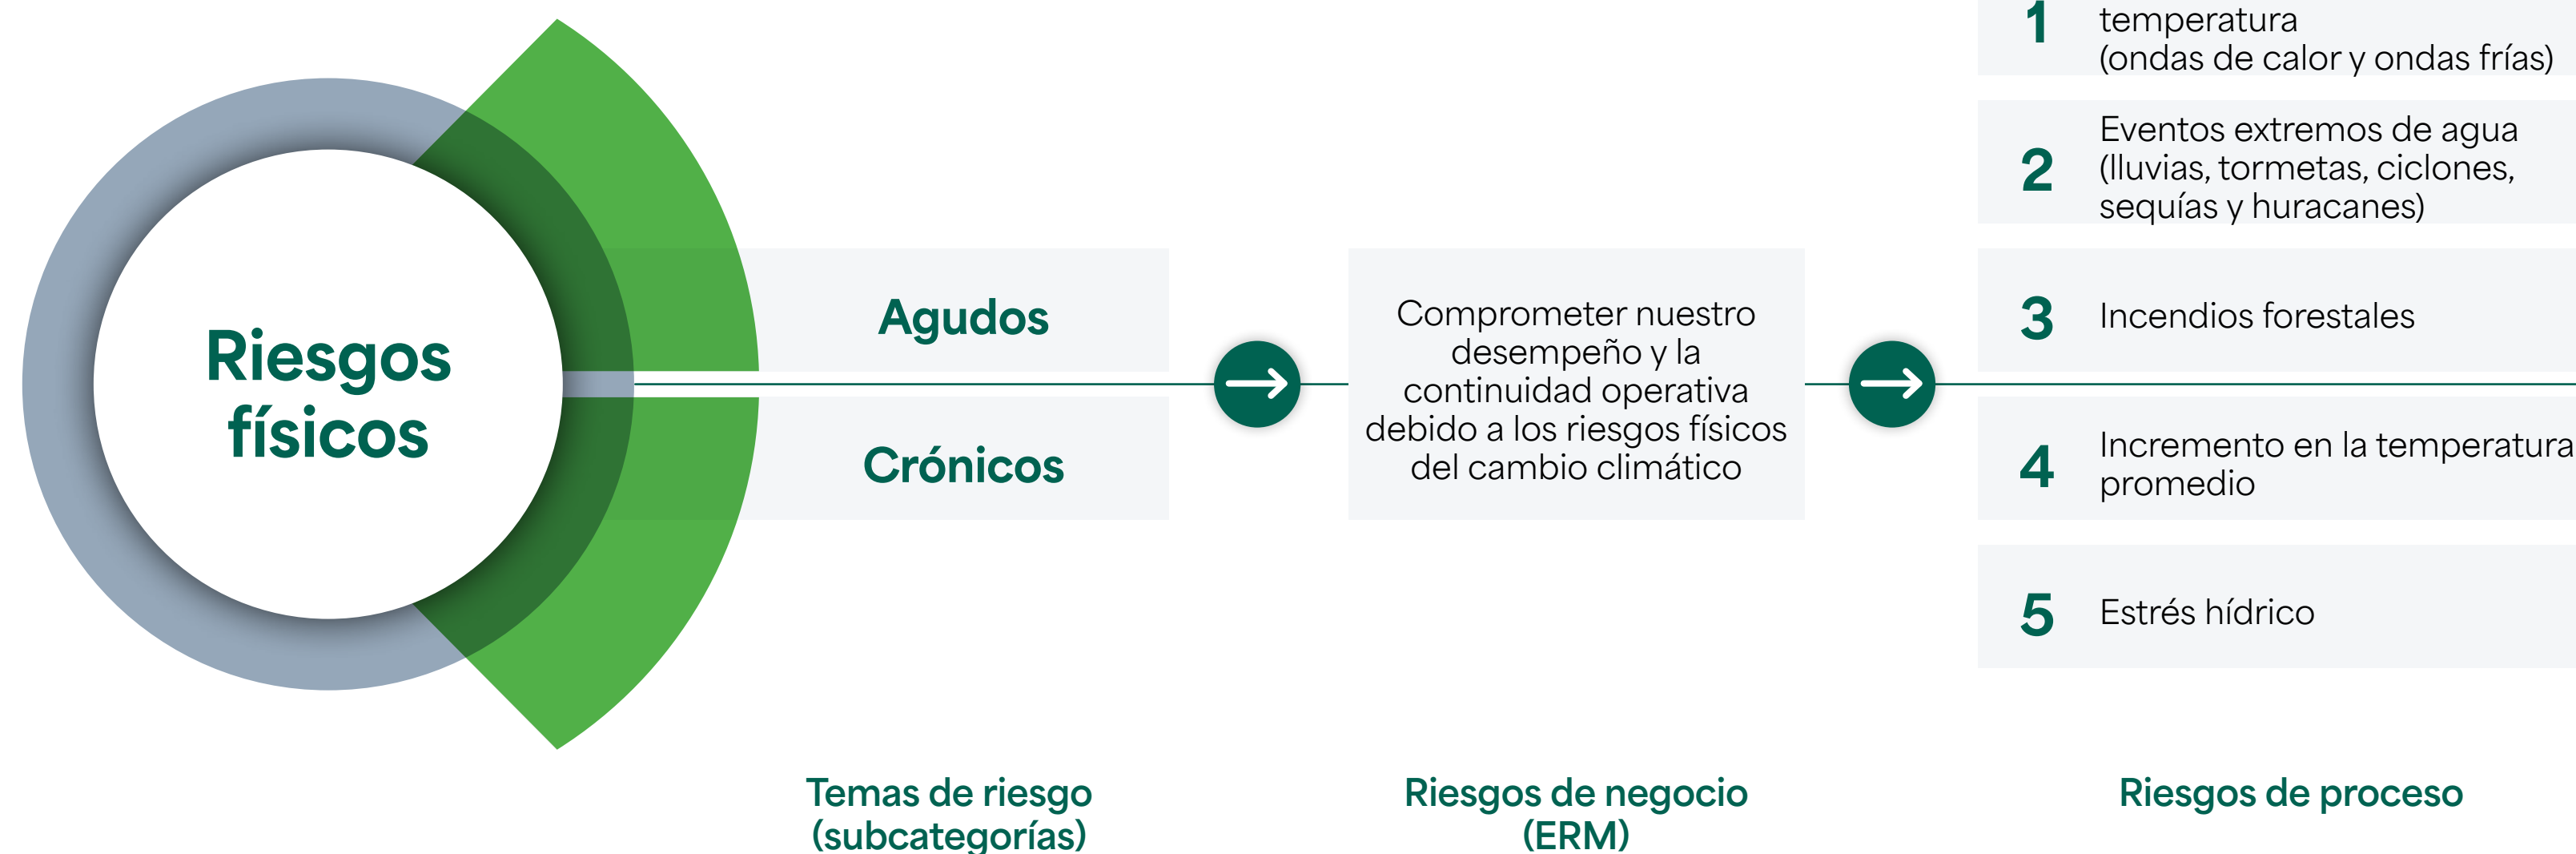 Riesgos
físicos
Agudos
Crónicos
Comprometer nuestro
desempeño y la
continuidad operativa
debido a los riesgos físicos
del cambio climático
1
temperatura
(ondas de calor y ondas frías)
2
Eventos extremos de agua
(lluvias, tormetas, ciclones,
sequías y huracanes)
3
Incendios forestales
4
Incremento en la temperatura
promedio
5
Estrés hídrico
Temas de riesgo
(subcategorías)
Riesgos de negocio
(ERM)
Riesgos de proceso